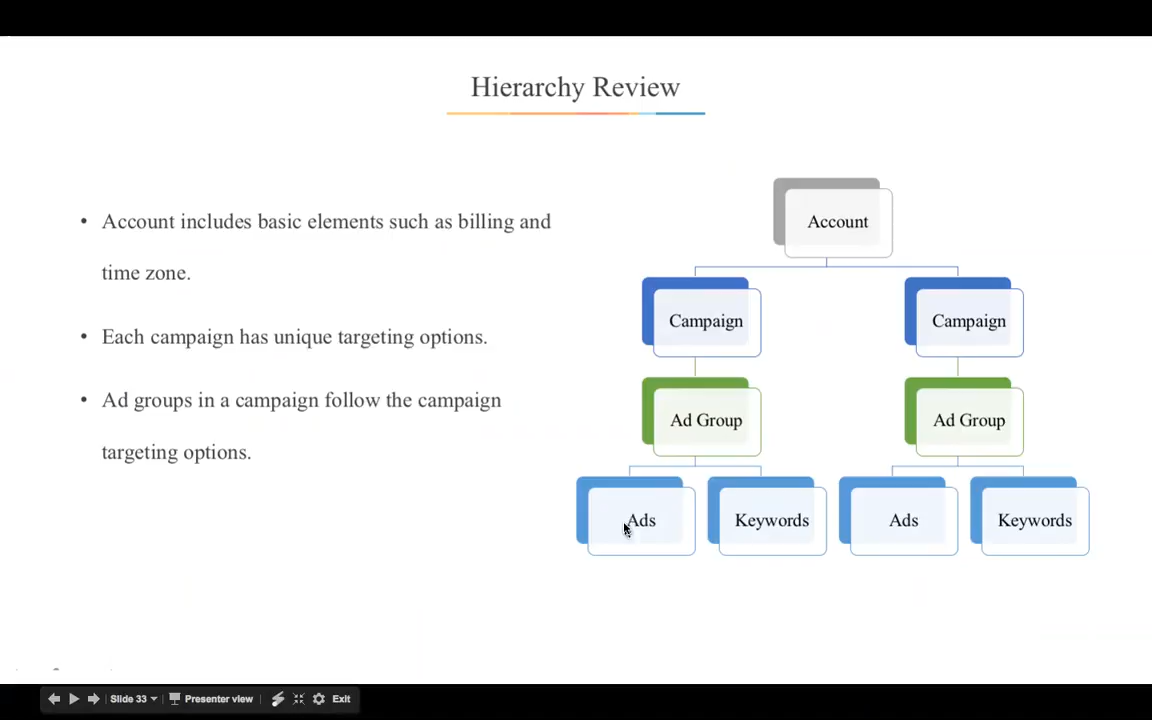 Hierarchy Review
• Account includes basic elements such as billing and
time zone.
• Each campaign has unique targeting options.
• Ad groups in a campaign follow the campaign
targeting options.
Account
Campaign
Campaign
Ad Group
Ad Group
Ads
Keywords
Ads
Keywords
Slide 33
Presenter view
Exit